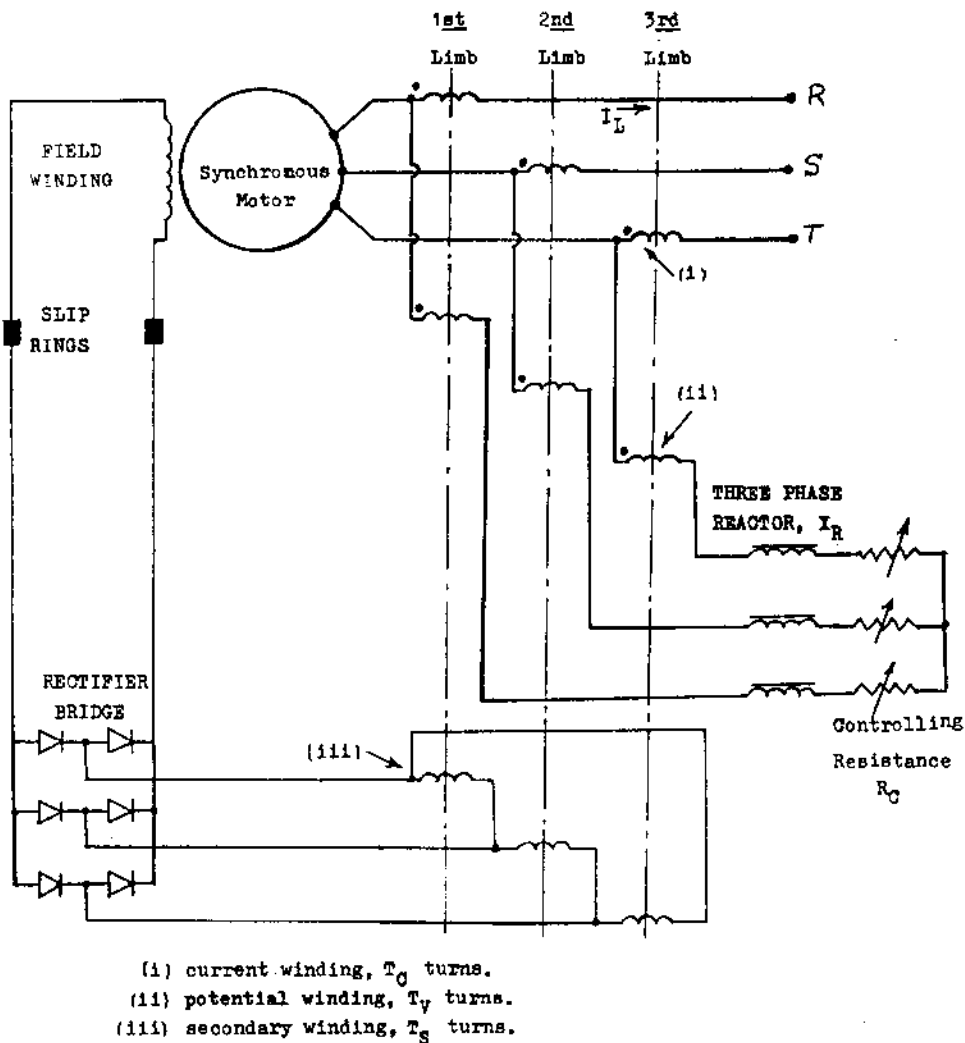 1st 2nd 3rd
Limb Limb Limb
R
I_L
S
T
FIELD
WINDING
Synchronous
Motor
(i)
SLIP
RINGS
(ii)
THREE PHASE
REACTOR, X_R
RECTIFIER
BRIDGE
(iii)
Controlling
Resistance
R_C
(i) current winding, T_C turns.
(ii) potential winding, T_V turns.
(iii) secondary winding, T_S turns.